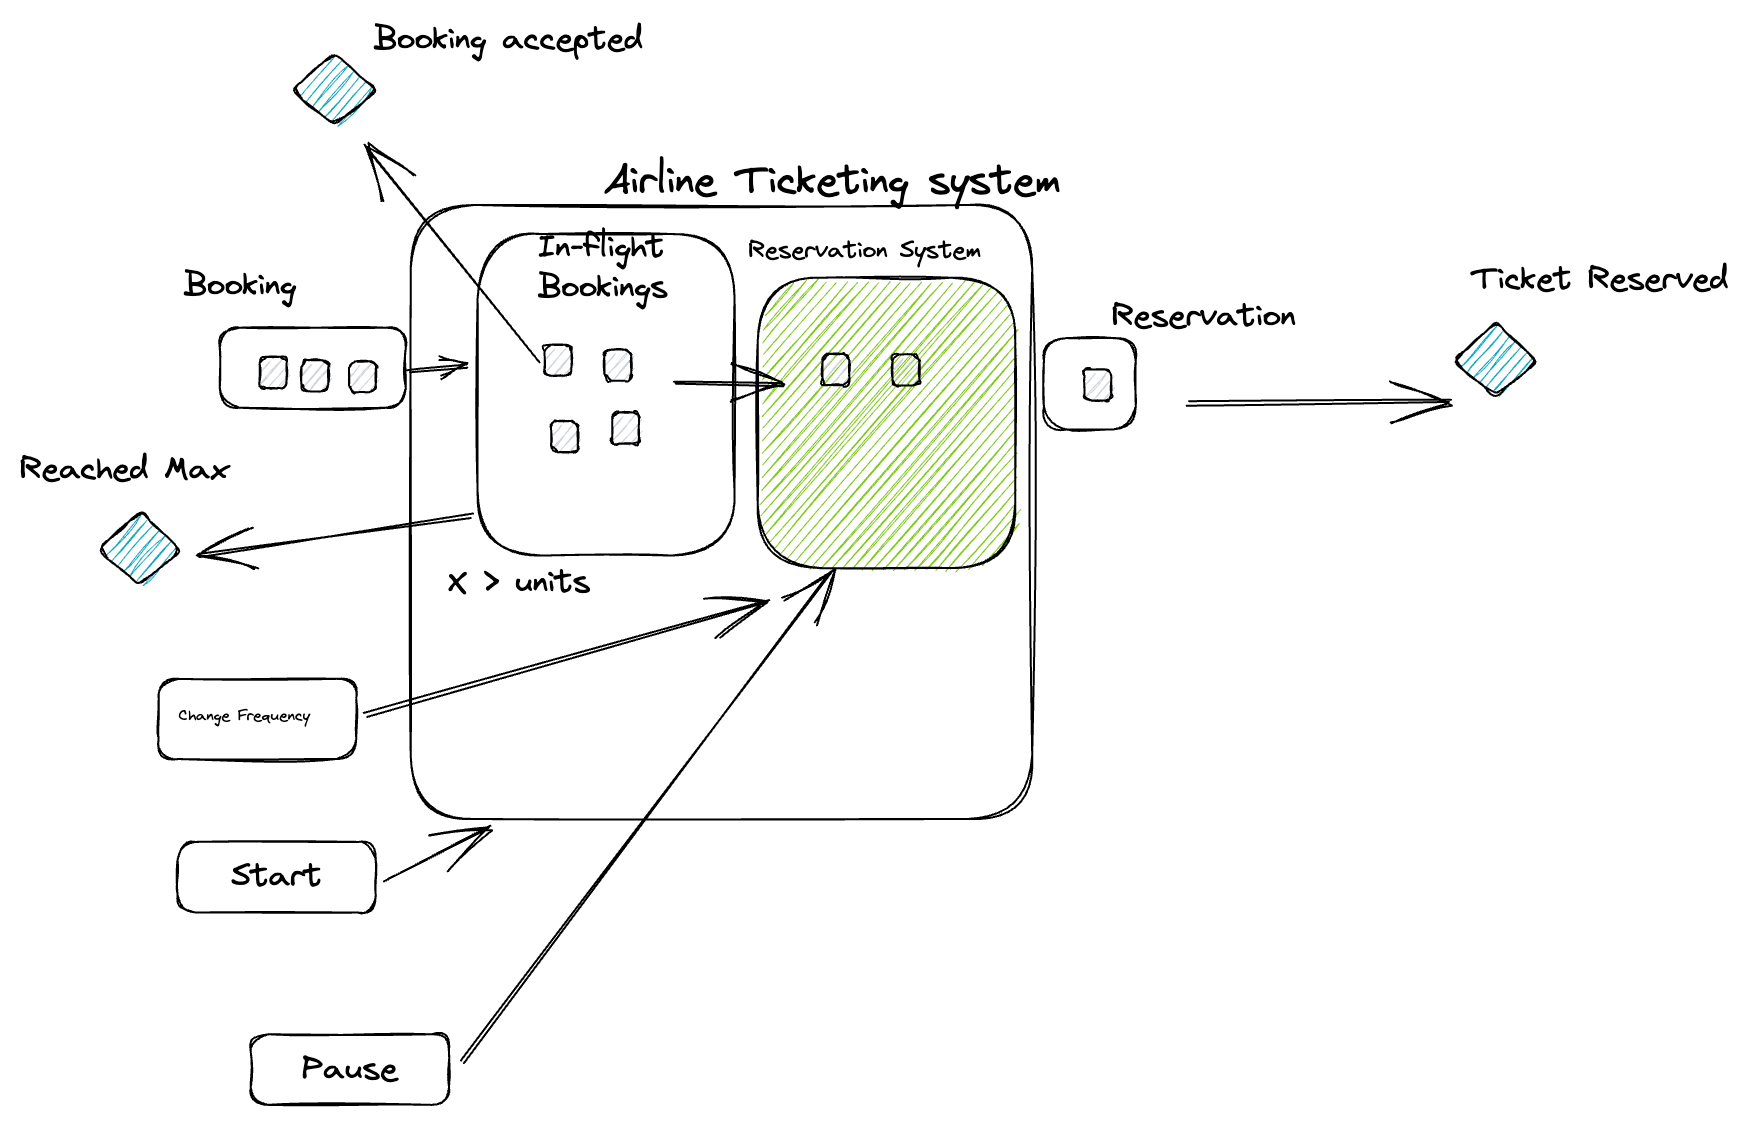 Booking accepted
Airline Ticketing system
In-flight
Bookings
Reservation System
Booking
Ticket Reserved
Reservation
Reached Max
X > units
Change Frequency
Start
Pause